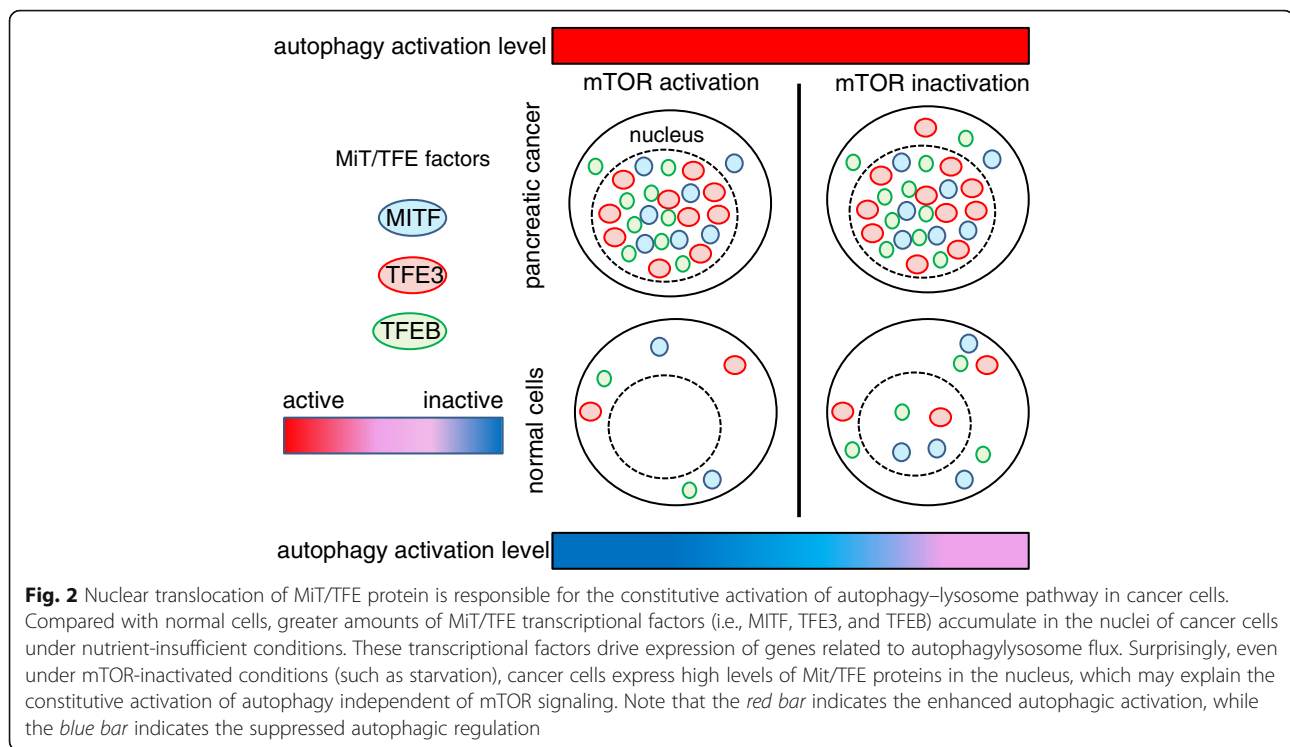 autophagy activation level
mTOR activation
mTOR inactivation
pancreatic cancer
nucleus
MiT/TFE factors
MITF
TFE3
TFEB
active
inactive
normal cells
autophagy activation level
Fig. 2 Nuclear translocation of MiT/TFE protein is responsible for the constitutive activation of autophagy–lysosome pathway in cancer cells.
Compared with normal cells, greater amounts of MiT/TFE transcriptional factors (i.e., MITF, TFE3, and TFEB) accumulate in the nuclei of cancer cells
under nutrient-insufficient conditions. These transcriptional factors drive expression of genes related to autophagylysosome flux. Surprisingly, even
under mTOR-inactivated conditions (such as starvation), cancer cells express high levels of Mit/TFE proteins in the nucleus, which may explain the
constitutive activation of autophagy independent of mTOR signaling. Note that the red bar indicates the enhanced autophagic activation, while
the blue bar indicates the suppressed autophagic regulation